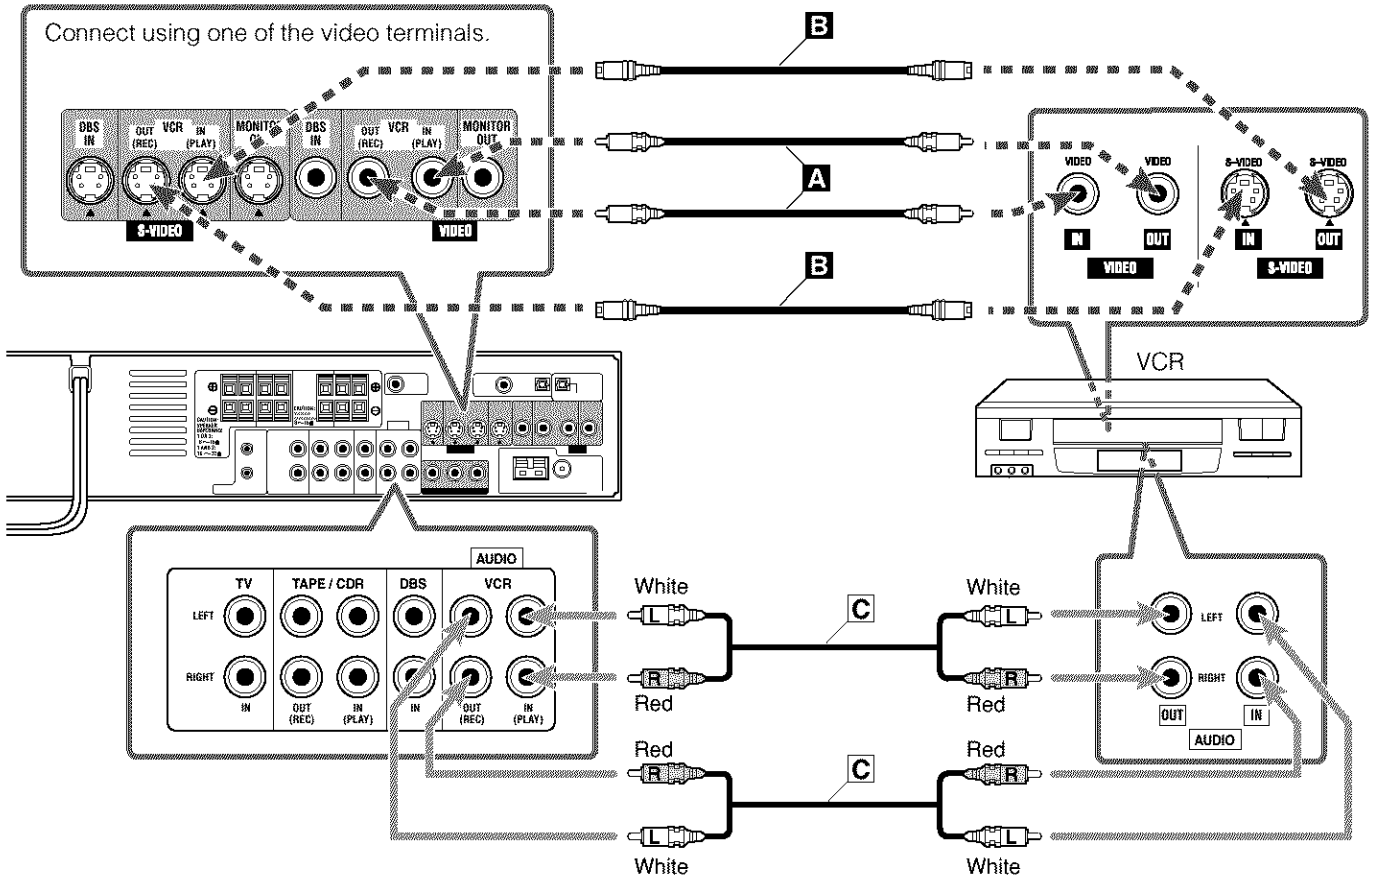 Connect using one of the video terminals.
B
DBS IN
OUT (REC) VCR IN (PLAY)
DBS IN
OUT (REC) VCR IN (PLAY)
MONITOR OUT
S-VIDEO
VIDEO
A
B
VIDEO VIDEO S-VIDEO S-VIDEO
IN OUT IN OUT
VIDEO S-VIDEO
VCR
AUDIO
TV TAPE / CDR DBS VCR
LEFT
RIGHT
IN OUT (REC) IN (PLAY) IN OUT (REC) IN (PLAY)
White White
L C L
R R
Red Red
Red Red
R C R
L L
White White
LEFT
RIGHT
OUT IN
AUDIO